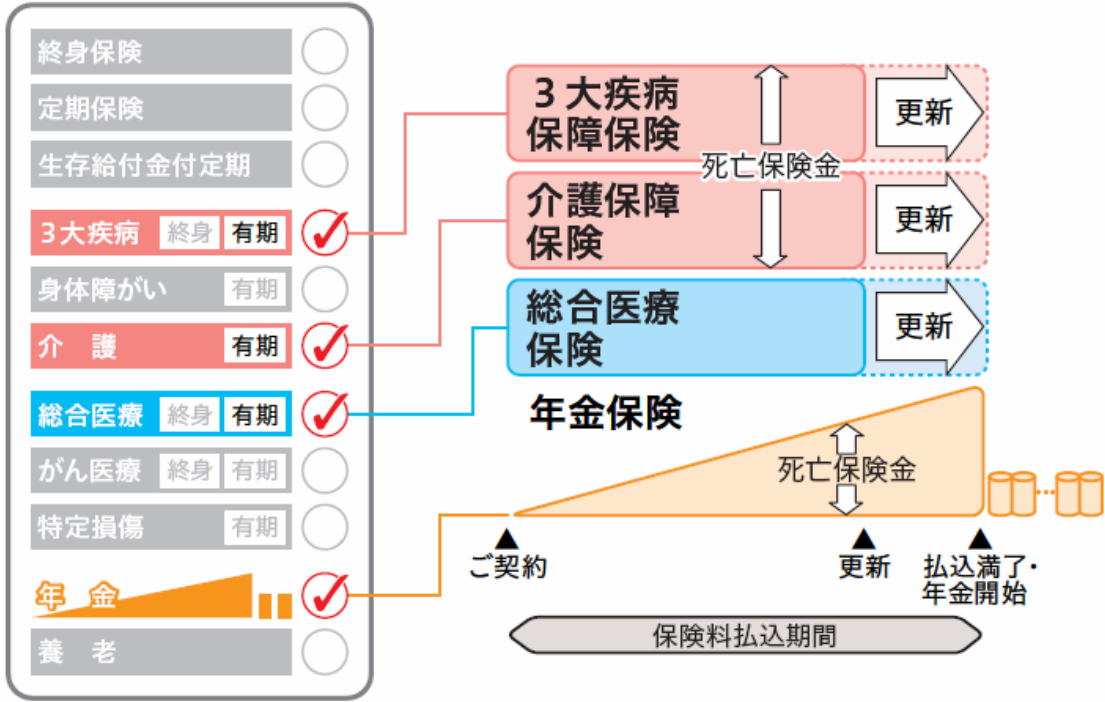 終身保険
定期保険
生存給付金付定期
3大疾病 終身 有期
身体障がい 有期
介 護 有期
総合医療 終身 有期
がん医療 終身 有期
特定損傷 有期
年 金
養 老
3大疾病
保障保険
更新
死亡保険金
介護保障
保険
更新
総合医療
保険
更新
年金保険
死亡保険金
▲ ▲ ▲
ご契約 更新 払込満了・
年金開始
保険料払込期間